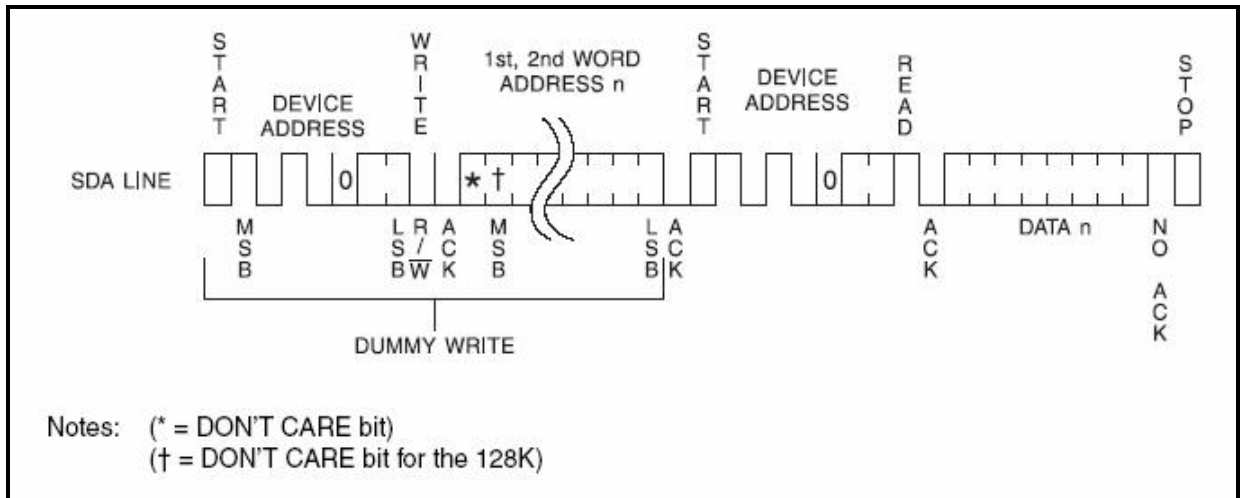 START
WRITE
1st, 2nd WORD
ADDRESS n
START
DEVICE
ADDRESS
READ
STOP
DEVICE
ADDRESS
SDA LINE
0
* †
0
MSB
LSB
R/W
ACK
MSB
LSB
ACK
ACK
DATA n
NO ACK
DUMMY WRITE
Notes: (* = DON'T CARE bit)
(† = DON'T CARE bit for the 128K)